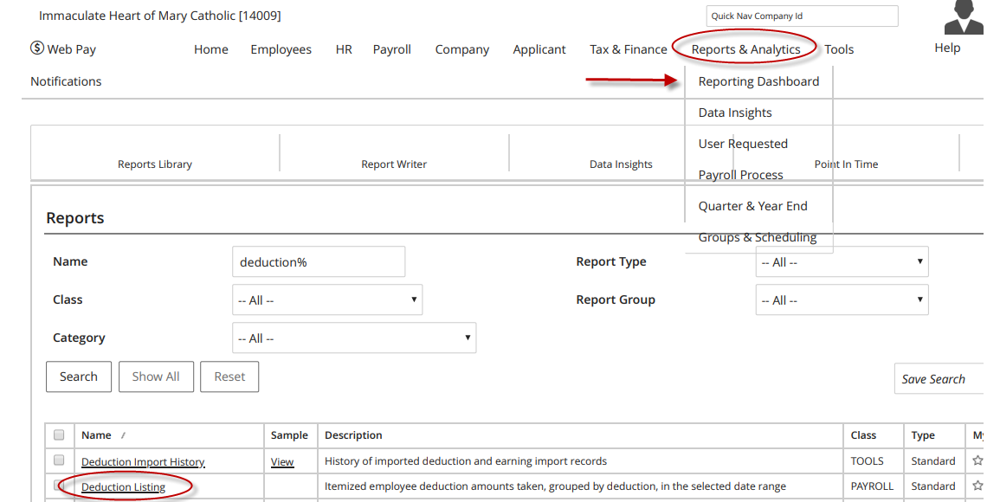 Immaculate Heart of Mary Catholic [14009]
Quick Nav Company Id
Web Pay
Home Employees HR Payroll Company Applicant Tax & Finance Reports & Analytics Tools Help
Notifications
Reporting Dashboard
Data Insights
User Requested
Payroll Process
Quarter & Year End
Groups & Scheduling
Reports Library Report Writer Data Insights Point In Time
Reports
Name deduction% Report Type -- All --
Class -- All -- Report Group -- All --
Category -- All --
Search Show All Reset Save Search
Name Sample Description Class Type My
Deduction Import History View History of imported deduction and earning import records TOOLS Standard
Deduction Listing Itemized employee deduction amounts taken, grouped by deduction, in the selected date range PAYROLL Standard